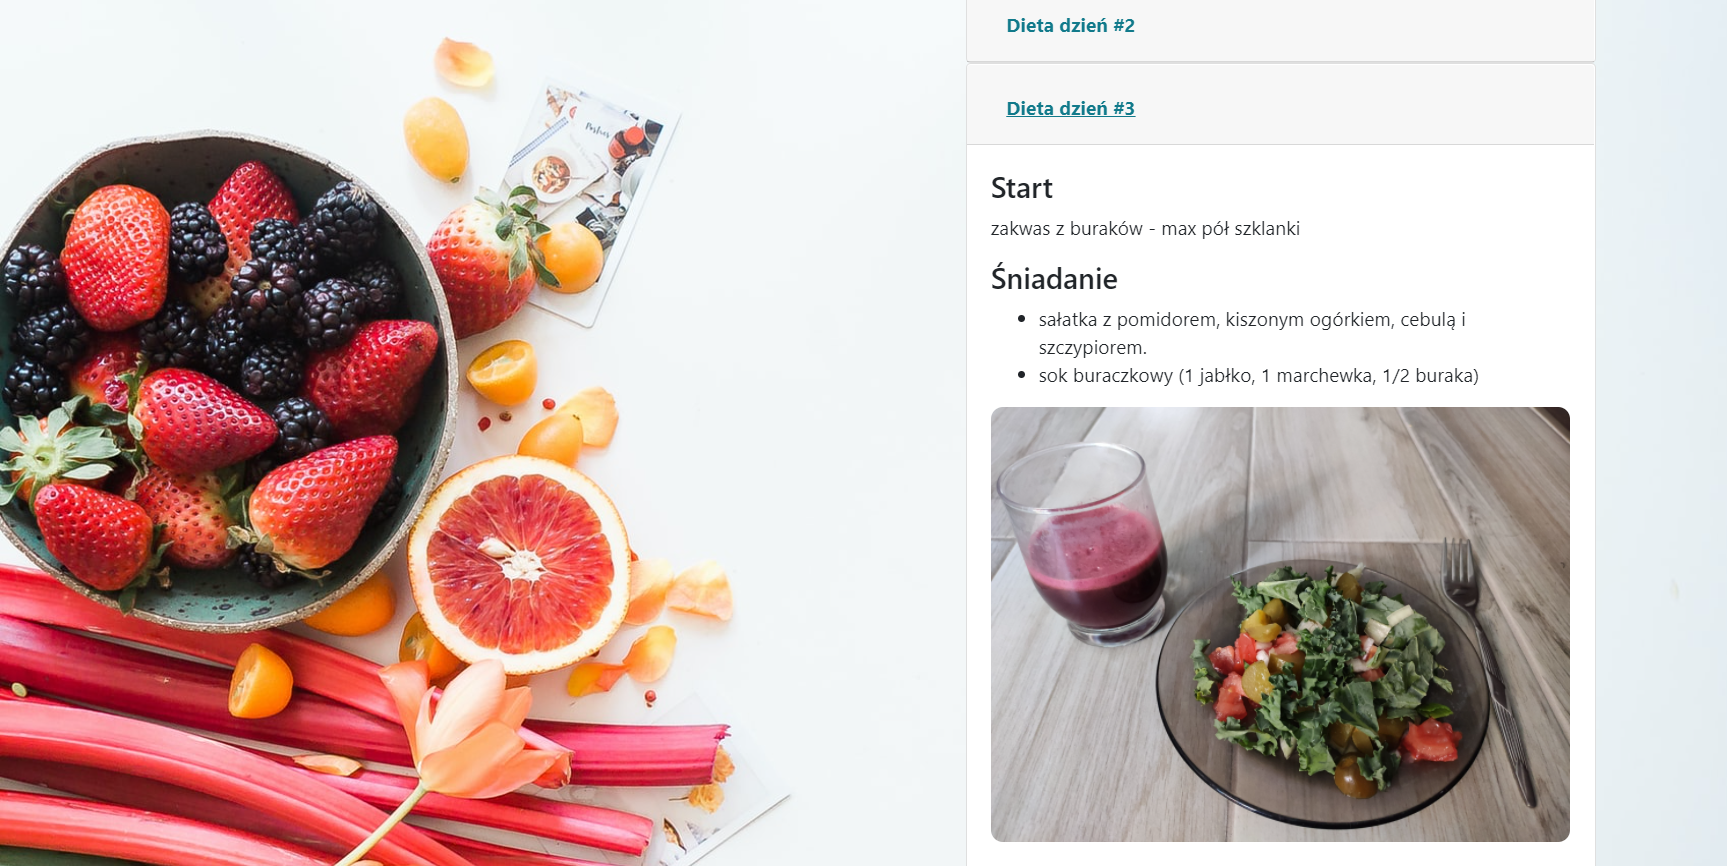 Dieta dzień #2
Dieta dzień #3
Start
zakwas z buraków - max pół szklanki
Śniadanie
sałatka z pomidorem, kiszonym ogórkiem, cebulą i
szczypiorem.
sok buraczkowy (1 jabłko, 1 marchewka, 1/2 buraka)